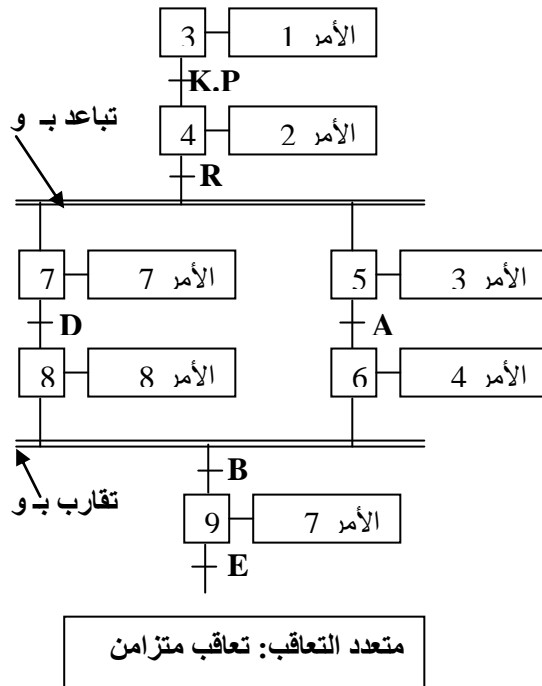 3 الأمر 1
K.P
تباعد بـ و
4 الأمر 2
R
7 الأمر 7
5 الأمر 3
D
A
8 الأمر 8
6 الأمر 4
B
تقارب بـ و
9 الأمر 7
E
متعدد التعاقب: تعاقب متزامن